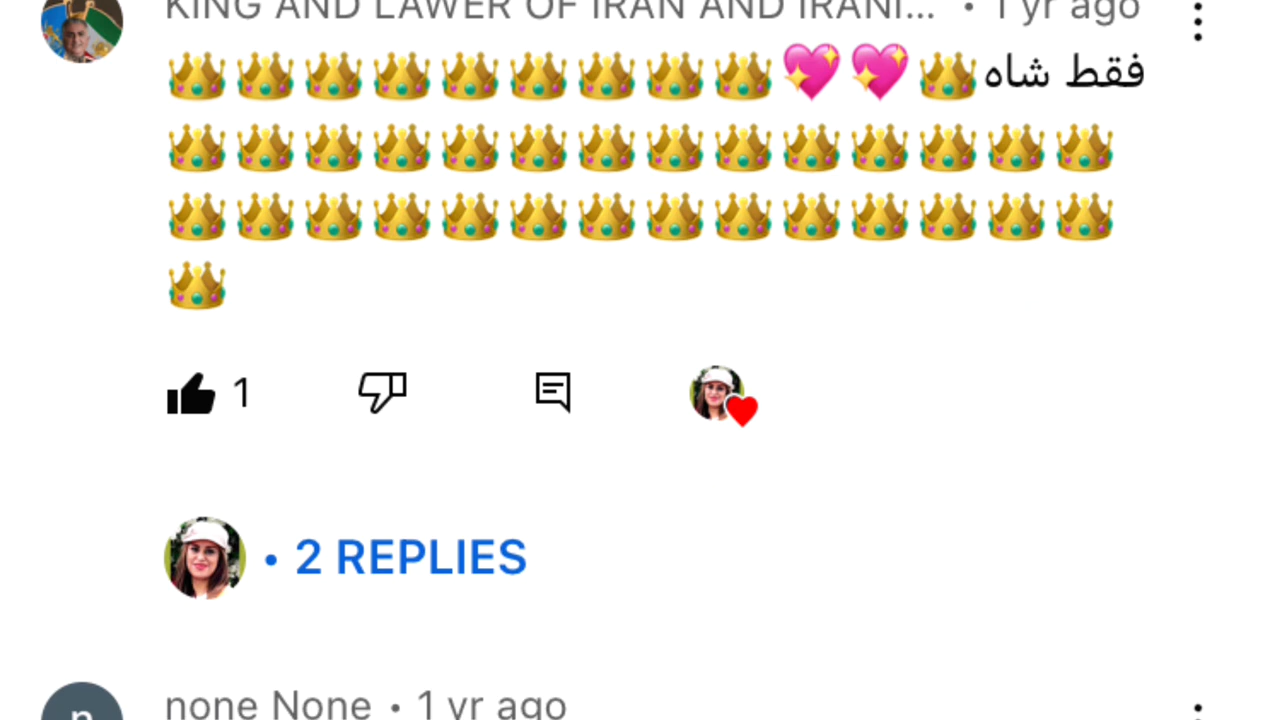 KING AND LAWER OF IRAN AND IRANI... • 1 yr ago
فقط شاه 👑💖💖👑👑👑👑👑👑👑👑👑
👑👑👑👑👑👑👑👑👑👑👑👑👑👑
👑👑👑👑👑👑👑👑👑👑👑👑👑👑
👑
1
• 2 REPLIES
n
none None • 1 yr ago